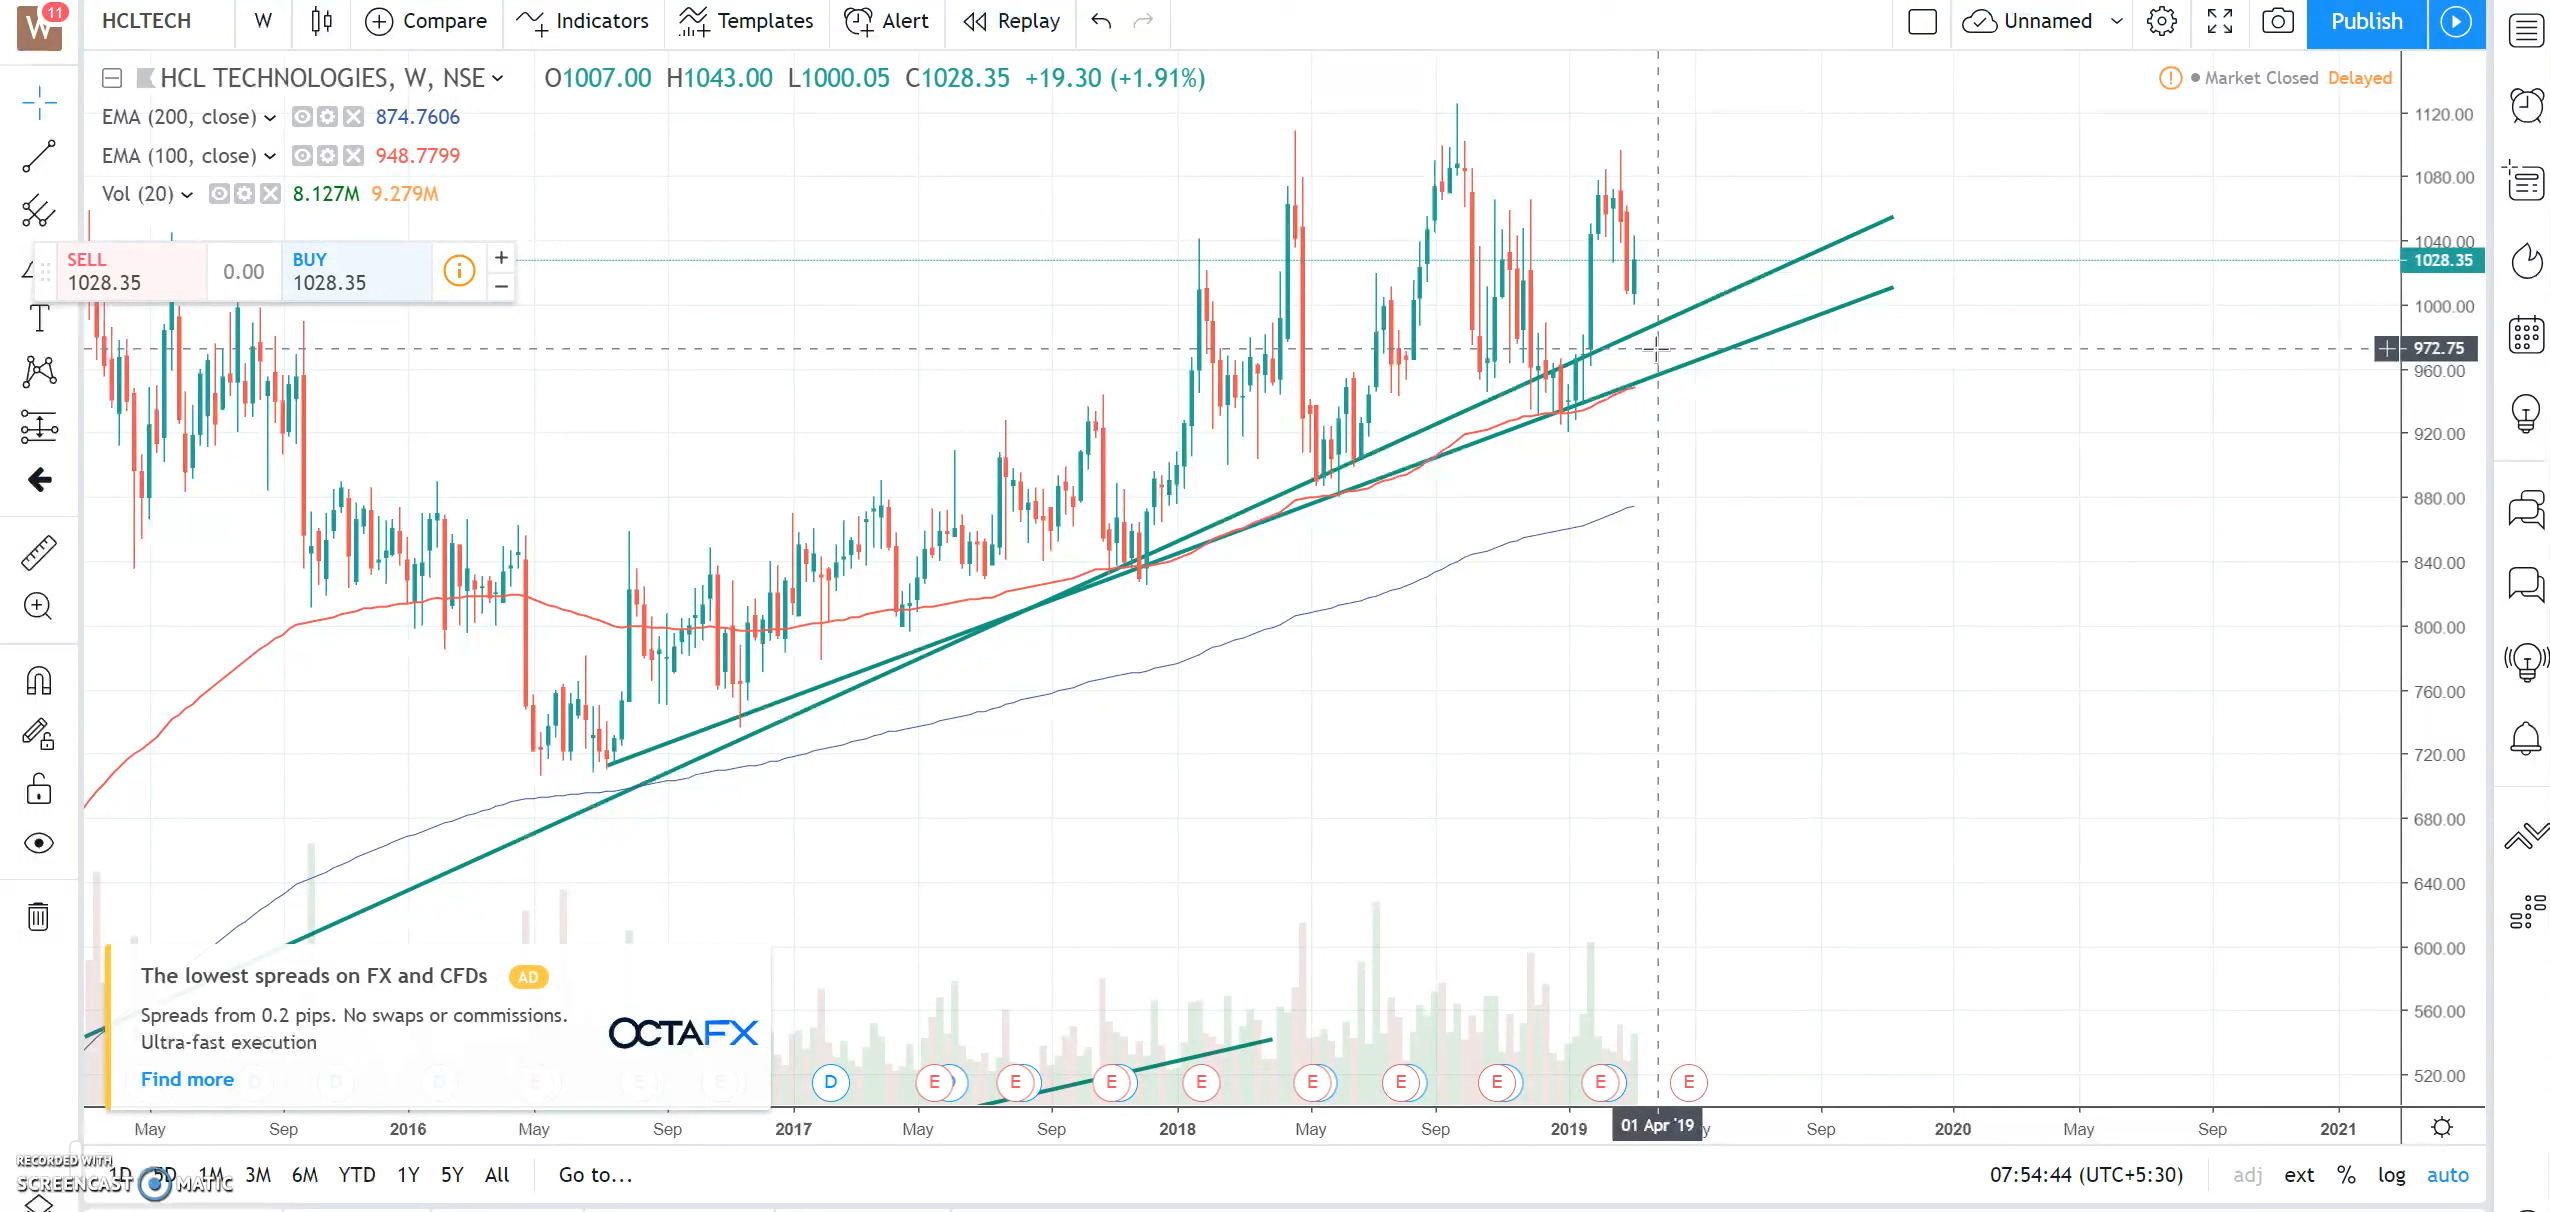 11
W HCLTECH W Compare Indicators Templates Alert Replay Unnamed Publish
HCL TECHNOLOGIES, W, NSE O1007.00 H1043.00 L1000.05 C1028.35 +19.30 (+1.91%) Market Closed Delayed
EMA (200, close) 874.7606
EMA (100, close) 948.7799
Vol (20) 8.127M 9.279M
SELL
1028.35
0.00
BUY
1028.35
1120.00
1080.00
1040.00
1028.35
1000.00
972.75
960.00
920.00
880.00
840.00
800.00
760.00
720.00
680.00
640.00
600.00
560.00
520.00
The lowest spreads on FX and CFDs AD
Spreads from 0.2 pips. No swaps or commissions.
Ultra-fast execution
OCTAFX
Find more
D D D E E E D E E E E E E E E E
May Sep 2016 May Sep 2017 May Sep 2018 May Sep 2019 01 Apr '19 Sep 2020 May Sep 2021
RECORDED WITH
SCREENCAST MATIC
1D 5D 1M 3M 6M YTD 1Y 5Y All Go to... 07:54:44 (UTC+5:30) adj ext % log auto